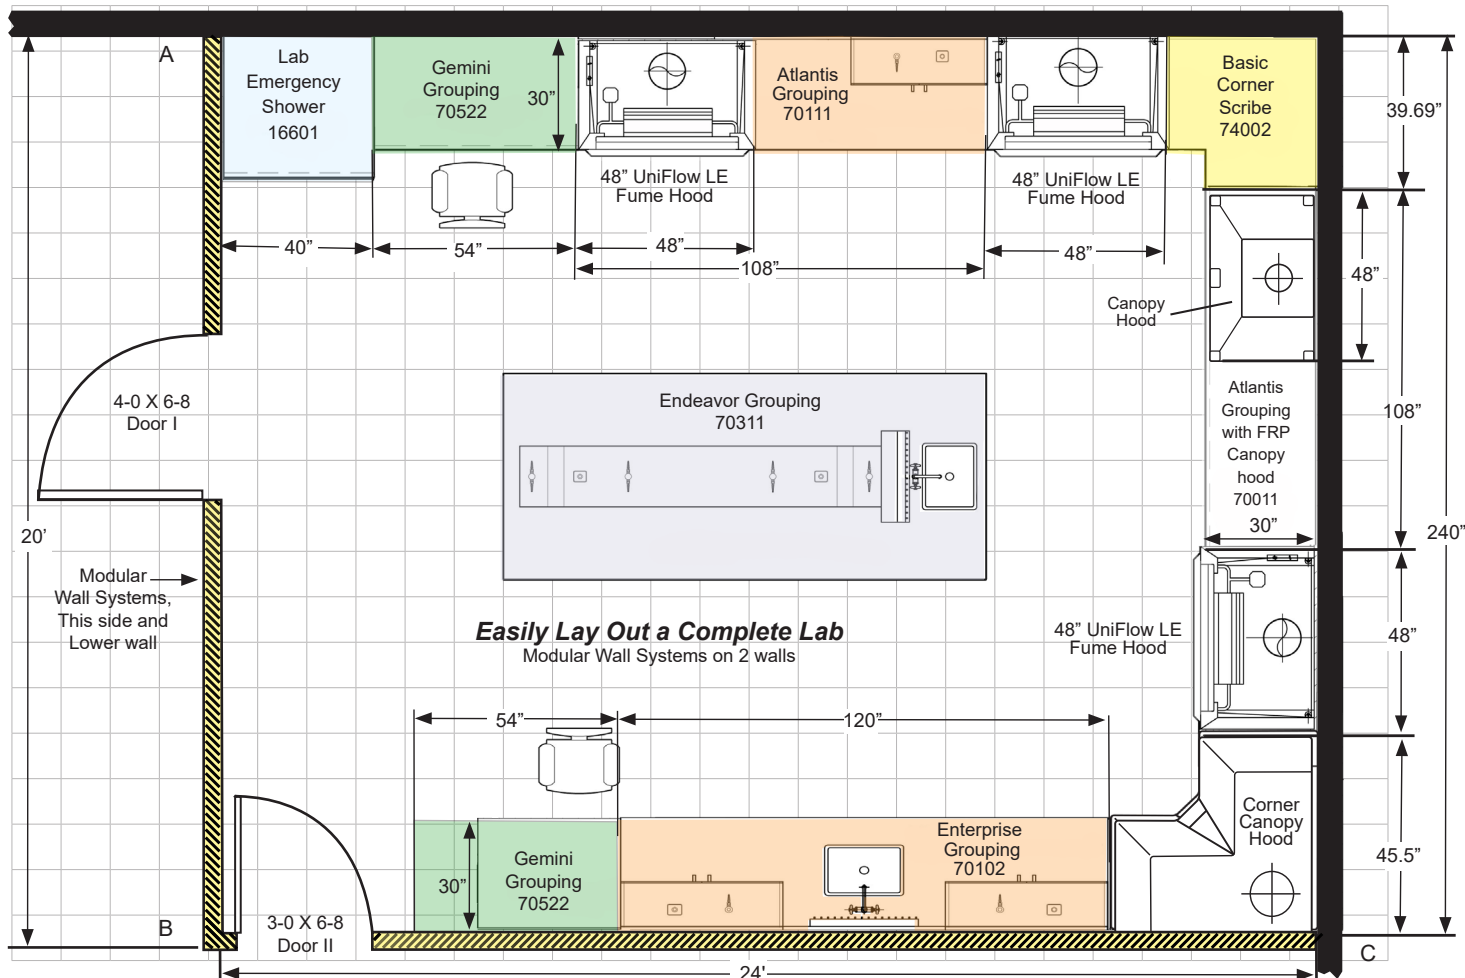 A
Lab
Emergency
Shower
16601
Gemini
Grouping
70522
30”
48” UniFlow LE
Fume Hood
Atlantis
Grouping
70111
48” UniFlow LE
Fume Hood
Basic
Corner
Scribe
74002
39.69”
40”
54”
48”
108”
48”
48”
Canopy
Hood
4-0 X 6-8
Door I
Endeavor Grouping
70311
Atlantis
Grouping
with FRP
Canopy
hood
70011
30”
108”
20’
240”
Modular
Wall Systems,
This side and
Lower wall
Easily Lay Out a Complete Lab
Modular Wall Systems on 2 walls
48” UniFlow LE
Fume Hood
48”
54”
120”
Gemini
Grouping
70522
30”
Enterprise
Grouping
70102
Corner
Canopy
Hood
45.5”
B
3-0 X 6-8
Door II
C
24'